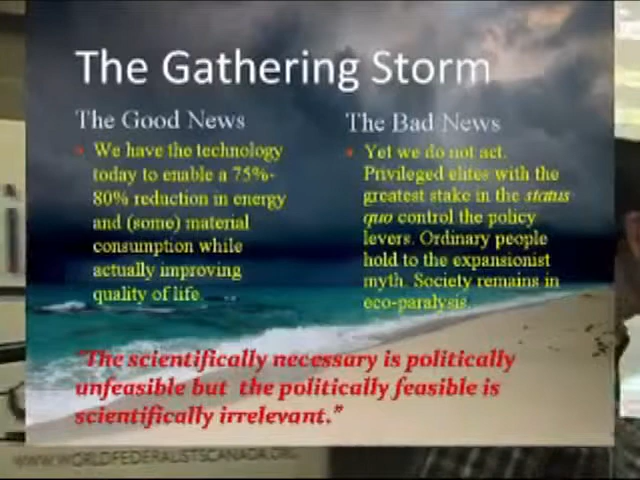 The Gathering Storm
The Good News
We have the technology
today to enable a 75%-
80% reduction in energy
and (some) material
consumption while
actually improving
quality of life.
The Bad News
Yet we do not act.
Privileged elites with the
greatest stake in the status
quo control the policy
levers. Ordinary people
hold to the expansionist
myth. Society remains in
eco-paralysis.
"The scientifically necessary is politically
unfeasible but the politically feasible is
scientifically irrelevant."
WWW.WORLDFEDERALISTSCANADA.ORG